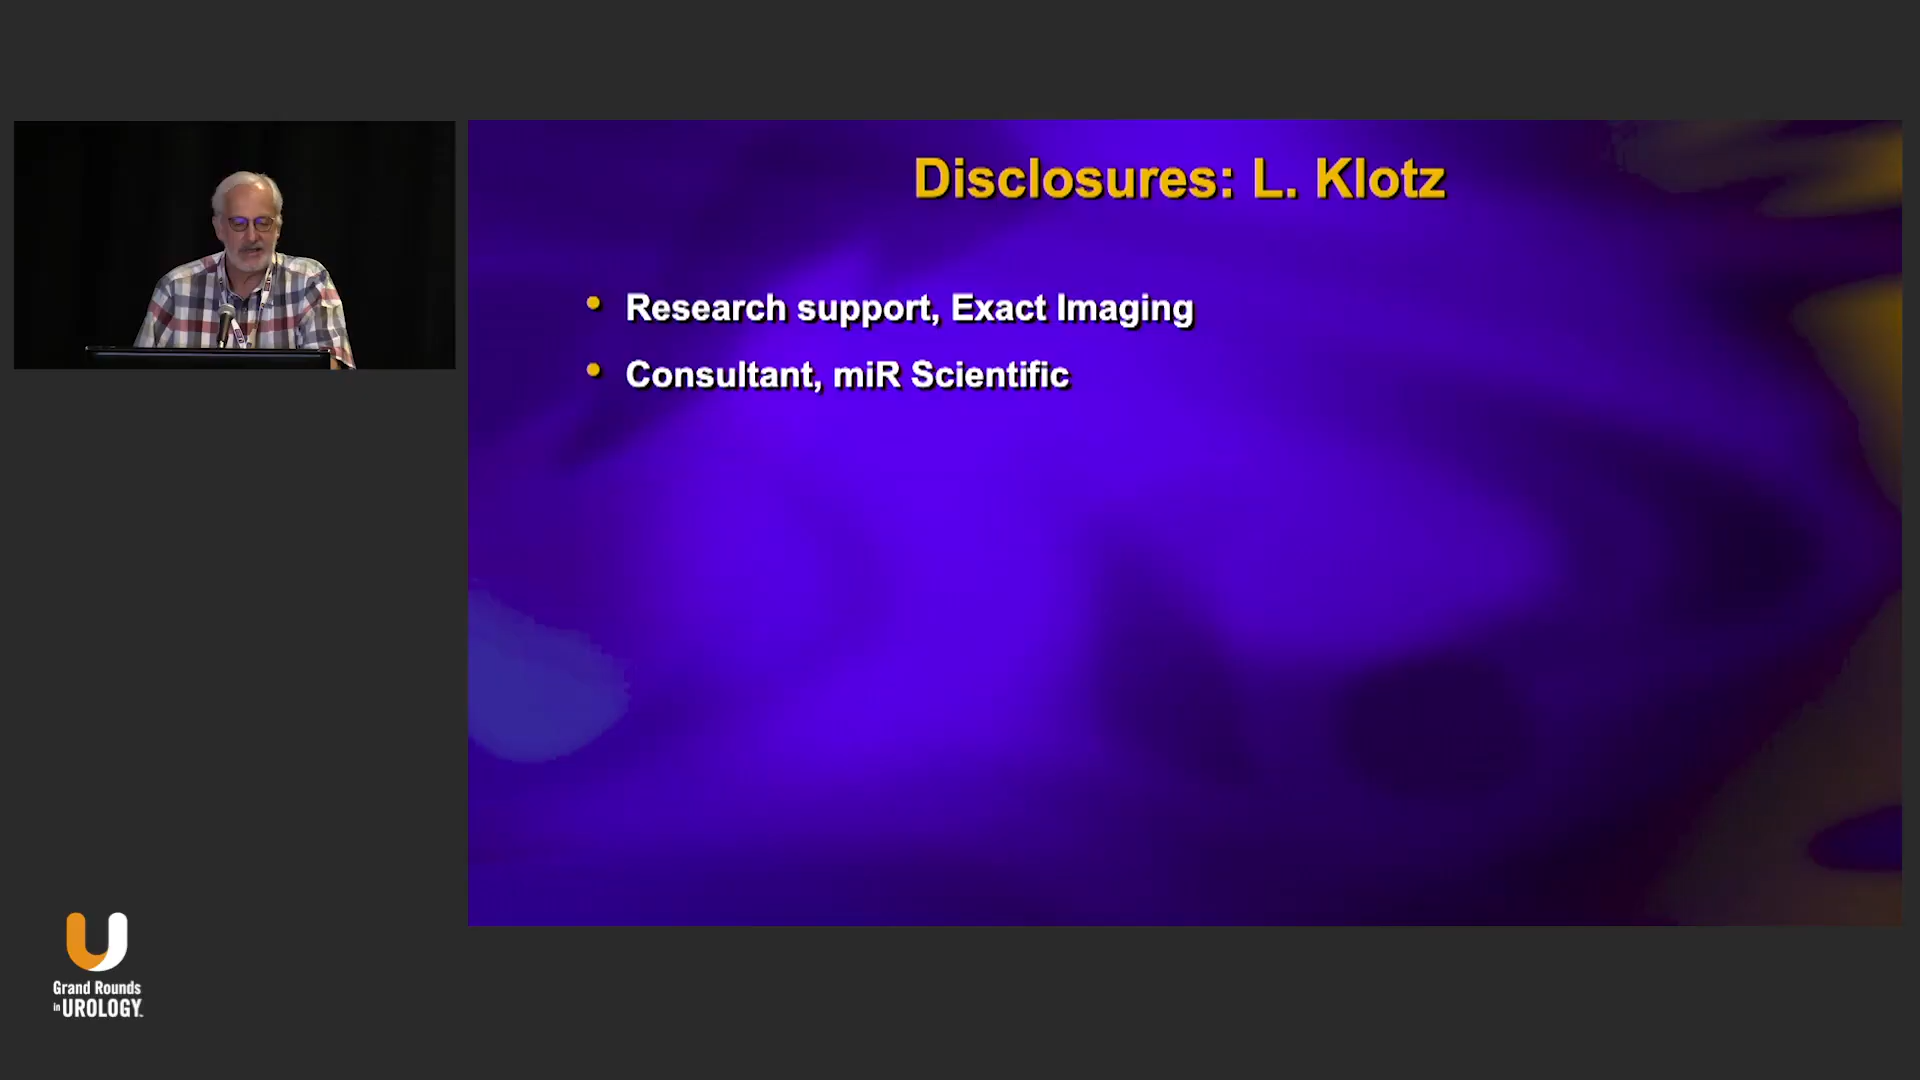 Disclosures: L. Klotz
Research support, Exact Imaging
Consultant, miR Scientific
Grand Rounds
in UROLOGY